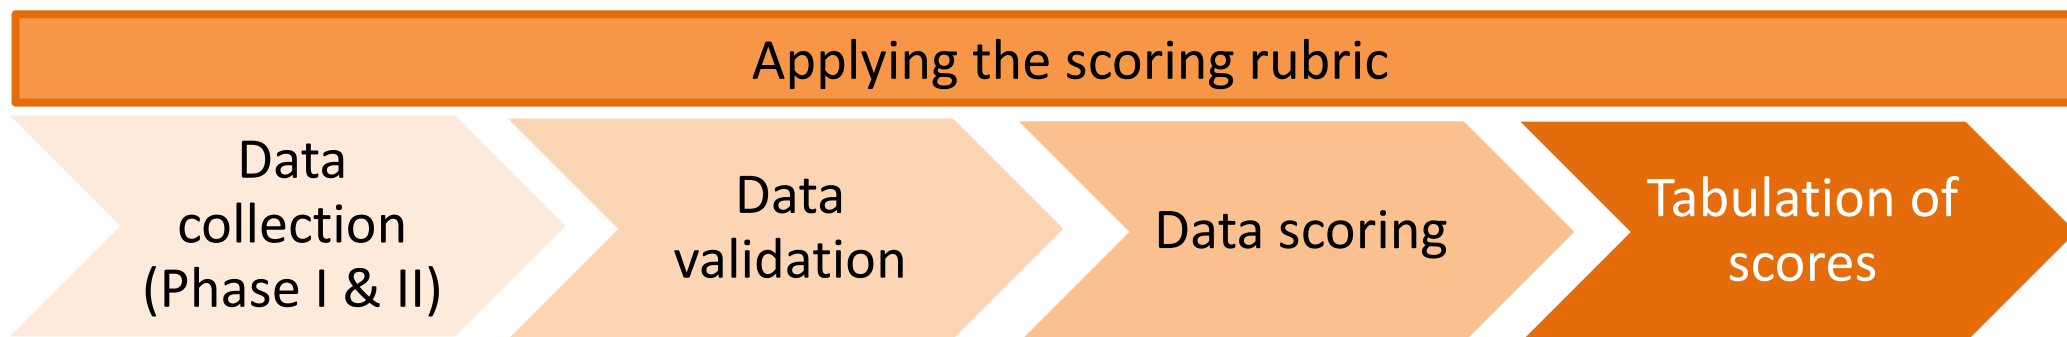 Applying the scoring rubric
Data
collection
(Phase I & II)
Data
validation
Data scoring
Tabulation of
scores